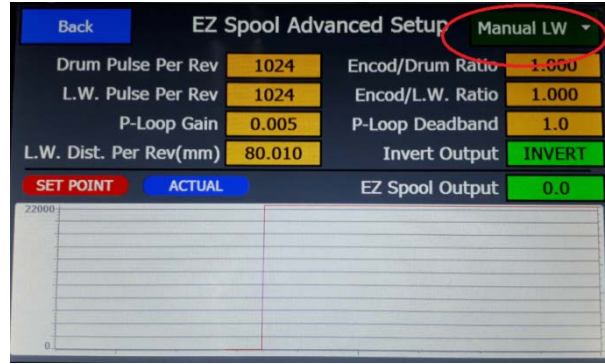 Back EZ Spool Advanced Setup Manual LW
Drum Pulse Per Rev 1024 Encod/Drum Ratio 1.000
L.W. Pulse Per Rev 1024 Encod/L.W. Ratio 1.000
P-Loop Gain 0.005 P-Loop Deadband 1.0
L.W. Dist. Per Rev(mm) 80.010 Invert Output INVERT
SET POINT ACTUAL EZ Spool Output 0.0
22000
0